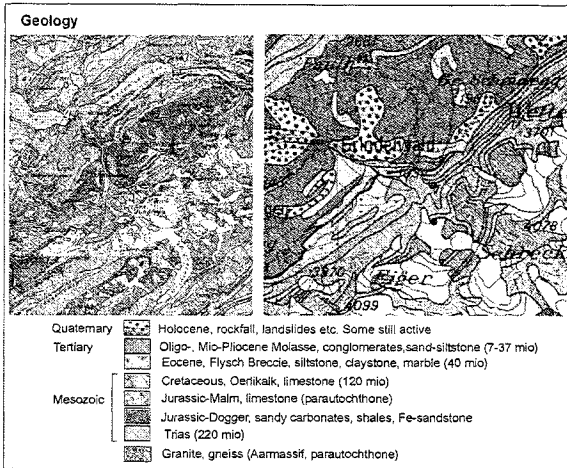 Geology
Grindelwald
Eiger
4078
4099
Quaternary Holocene, rockfall, landslides etc. Some still active
Tertiary Oligo-, Mio-Pliocene Molasse, conglomerates,sand-siltstone (7-37 mio)
Eocene, Flysch Breccie, siltstone, claystone, marble (40 mio)
Cretaceous, Oerlikalk, limestone (120 mio)
Jurassic-Malm, limestone (parautochthone)
Mesozoic
Jurassic-Dogger, sandy carbonates, shales, Fe-sandstone
Trias (220 mio)
Granite, gneiss (Aarmassif, parautochthone)